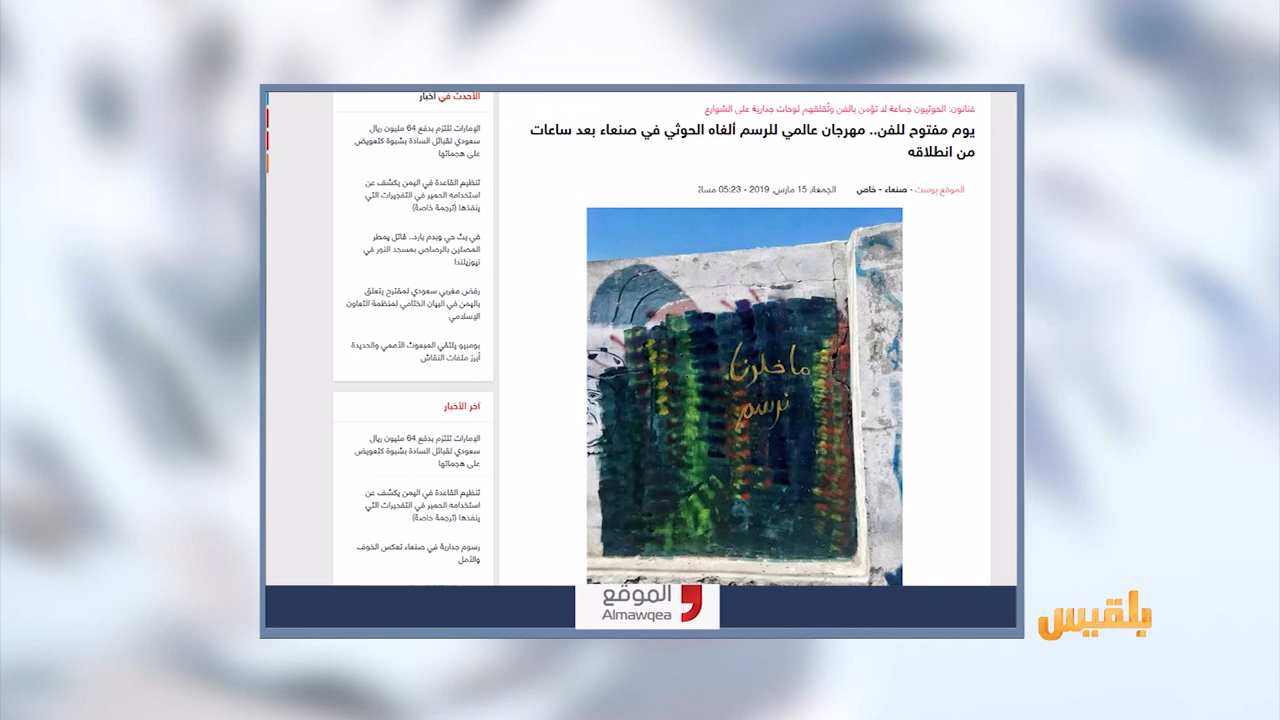 فنانون: الحوثيون جماعة لا تؤمن بالفن وتُقلقهم لوحات جدارية على الشوارع
يوم مفتوح للفن.. مهرجان عالمي للرسم ألغاه الحوثي في صنعاء بعد ساعات
من انطلاقه
الموقع بوست - صنعاء - خاص
الجمعة, 15 مارس, 2019 - 05:23 مساءً
ما خلونا
نرسم
الأحدث في أخبار
الإمارات تلتزم بدفع 64 مليون ريال
سعودي لقبائل السادة بشبوة كتعويض
على هجماتها
تنظيم القاعدة في اليمن يكشف عن
استخدامه الحمير في التفجيرات التي
ينفذها (ترجمة خاصة)
في بث حي وبدم بارد.. قاتل يمطر
المصلين بالرصاص بمسجد النور في
نيوزيلندا
رفض مغربي سعودي لمقترح يتعلق
باليمن في البيان الختامي لمنظمة التعاون
الإسلامي
بومبيو يلتقي المبعوث الأممي والحديدة
أبرز ملفات النقاش
آخر الأخبار
الإمارات تلتزم بدفع 64 مليون ريال
سعودي لقبائل السادة بشبوة كتعويض
على هجماتها
تنظيم القاعدة في اليمن يكشف عن
استخدامه الحمير في التفجيرات التي
ينفذها (ترجمة خاصة)
رسوم جدارية في صنعاء تعكس الخوف
والأمل
الموقع
Almawqea
بلقيس